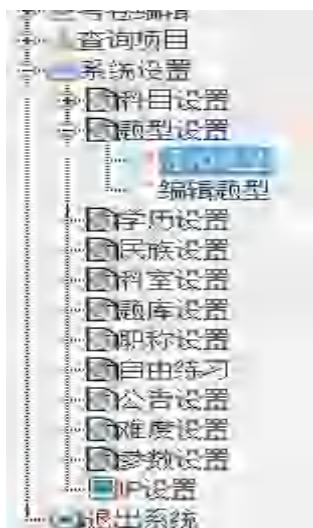 查询项目
系统设置
科目设置
题型设置
编辑题型
学历设置
民族设置
科室设置
题库设置
职称设置
自由练习
公告设置
难度设置
参数设置
IP设置
退出系统